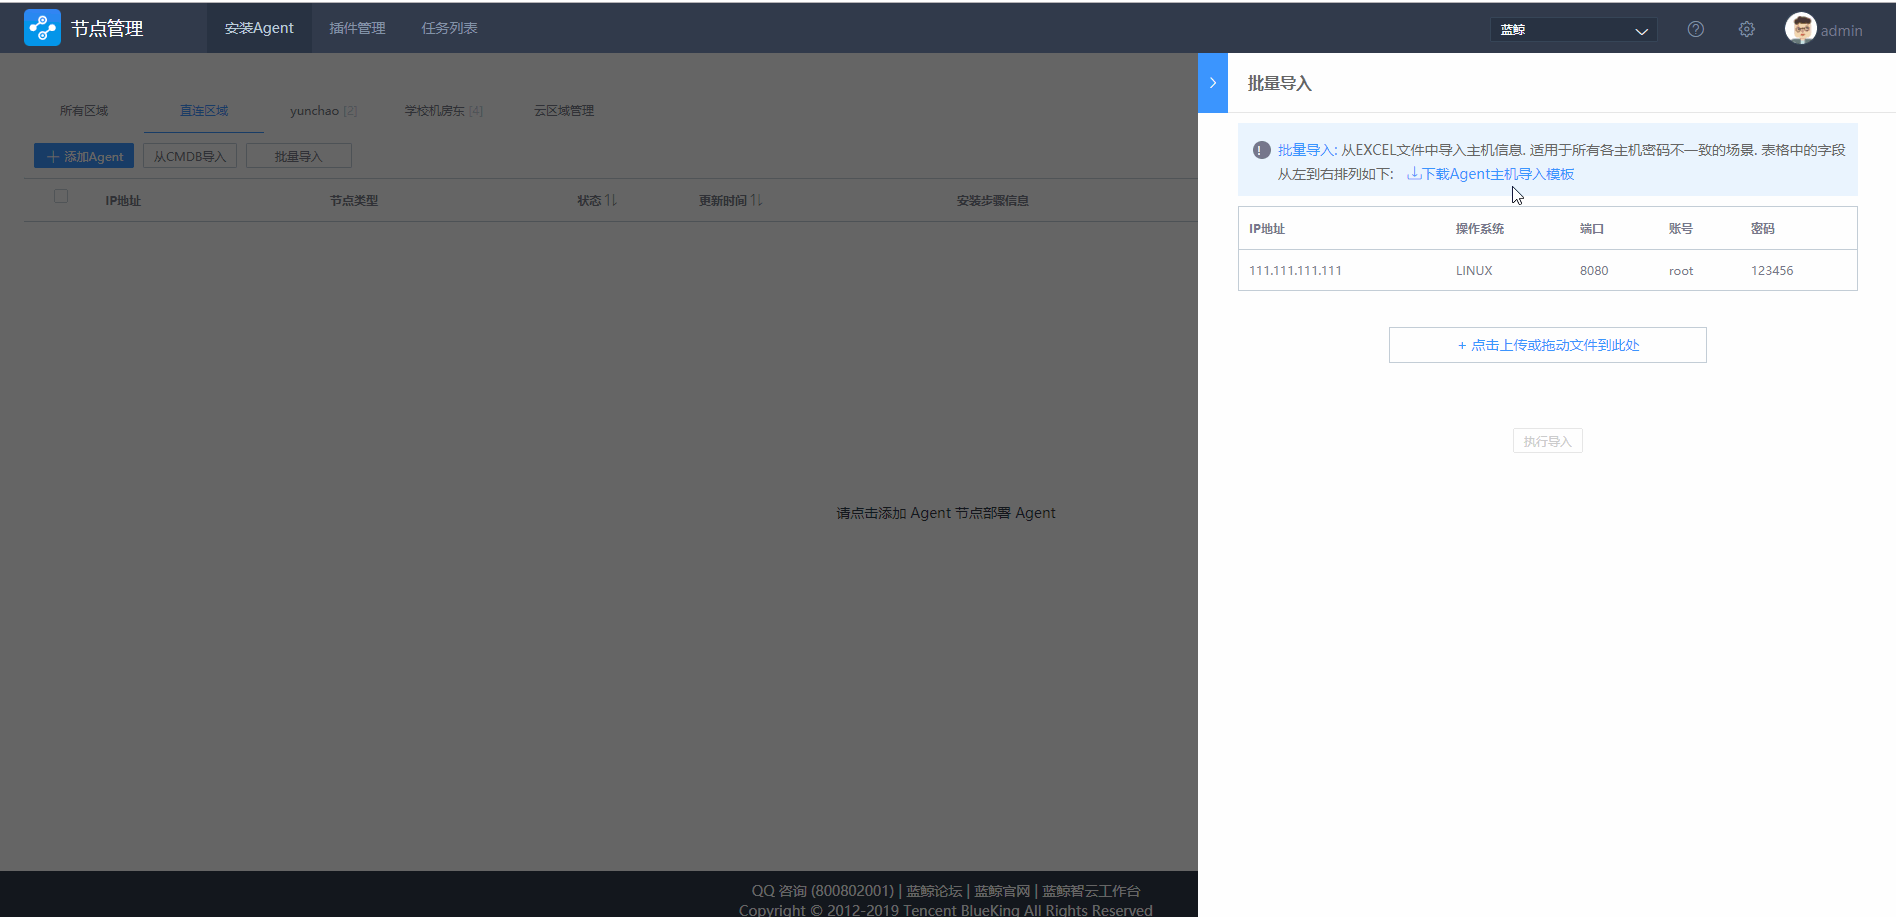 节点管理 安装Agent 插件管理 任务列表 蓝鲸 admin
所有区域 直连区域 yunchao [2] 学校机房东 [4] 云区域管理
添加Agent 从CMDB导入 批量导入
IP地址 节点类型 状态 更新时间 安装步骤信息
请点击添加 Agent 节点部署 Agent
批量导入
批量导入: 从EXCEL文件中导入主机信息. 适用于所有各主机密码不一致的场景. 表格中的字段
从左到右排列如下: 下载Agent主机导入模板
IP地址 操作系统 端口 账号 密码
111.111.111.111 LINUX 8080 root 123456
+ 点击上传或拖动文件到此处
执行导入
QQ 咨询 (800802001) | 蓝鲸论坛 | 蓝鲸官网 | 蓝鲸智云工作台
Copyright © 2012-2019 Tencent BlueKing All Rights Reserved